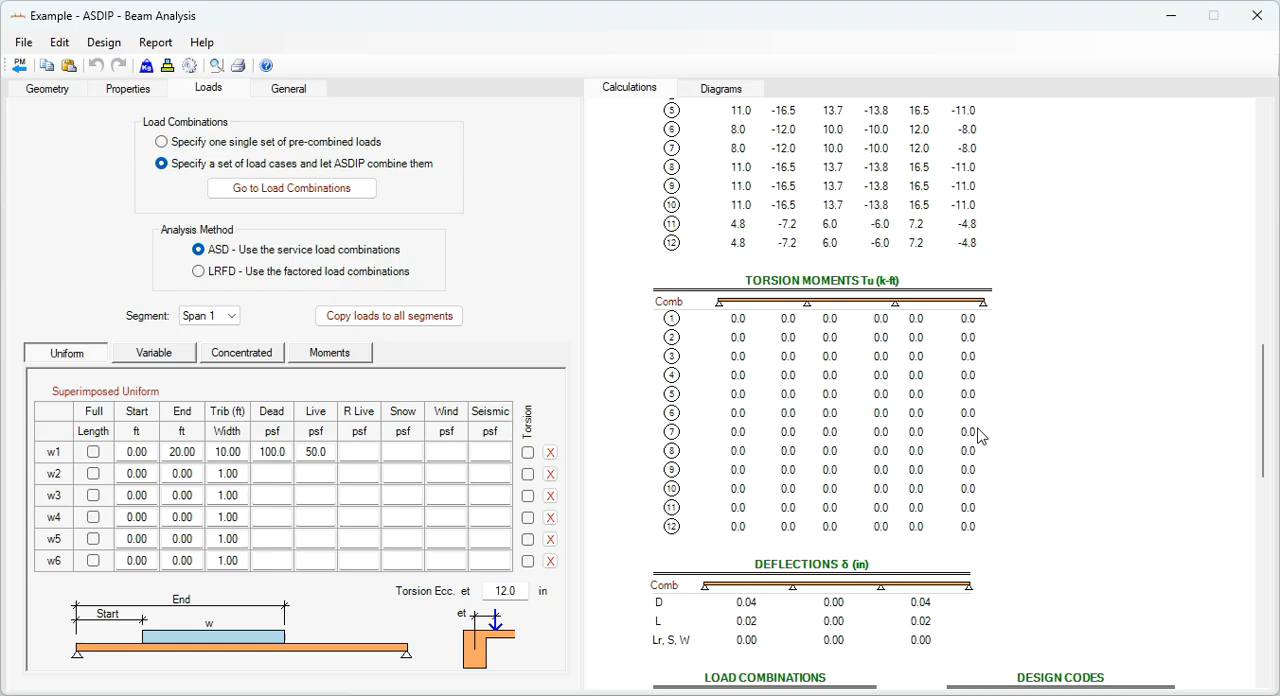 Example - ASDIP - Beam Analysis
File Edit Design Report Help
PM Kg
Geometry Properties Loads General
Load Combinations
Specify one single set of pre-combined loads
Specify a set of load cases and let ASDIP combine them
Go to Load Combinations
Analysis Method
ASD - Use the service load combinations
LRFD - Use the factored load combinations
Segment: Span 1 Copy loads to all segments
Uniform Variable Concentrated Moments
Superimposed Uniform
Full Start End Trib (ft) Dead Live R Live Snow Wind Seismic
Length ft ft Width psf psf psf psf psf psf
Torsion
w1 0.00 20.00 10.00 100.0 50.0 X
w2 0.00 0.00 1.00 X
w3 0.00 0.00 1.00 X
w4 0.00 0.00 1.00 X
w5 0.00 0.00 1.00 X
w6 0.00 0.00 1.00 X
Torsion Ecc. et 12.0 in
End
Start
w
et
Calculations Diagrams
5 11.0 -16.5 13.7 -13.8 16.5 -11.0
6 8.0 -12.0 10.0 -10.0 12.0 -8.0
7 8.0 -12.0 10.0 -10.0 12.0 -8.0
8 11.0 -16.5 13.7 -13.8 16.5 -11.0
9 11.0 -16.5 13.7 -13.8 16.5 -11.0
10 11.0 -16.5 13.7 -13.8 16.5 -11.0
11 4.8 -7.2 6.0 -6.0 7.2 -4.8
12 4.8 -7.2 6.0 -6.0 7.2 -4.8
TORSION MOMENTS Tu (k-ft)
Comb
1 0.0 0.0 0.0 0.0 0.0 0.0
2 0.0 0.0 0.0 0.0 0.0 0.0
3 0.0 0.0 0.0 0.0 0.0 0.0
4 0.0 0.0 0.0 0.0 0.0 0.0
5 0.0 0.0 0.0 0.0 0.0 0.0
6 0.0 0.0 0.0 0.0 0.0 0.0
7 0.0 0.0 0.0 0.0 0.0 0.0
8 0.0 0.0 0.0 0.0 0.0 0.0
9 0.0 0.0 0.0 0.0 0.0 0.0
10 0.0 0.0 0.0 0.0 0.0 0.0
11 0.0 0.0 0.0 0.0 0.0 0.0
12 0.0 0.0 0.0 0.0 0.0 0.0
DEFLECTIONS δ (in)
Comb
D 0.04 0.00 0.04
L 0.02 0.00 0.02
Lr, S, W 0.00 0.00 0.00
LOAD COMBINATIONS DESIGN CODES